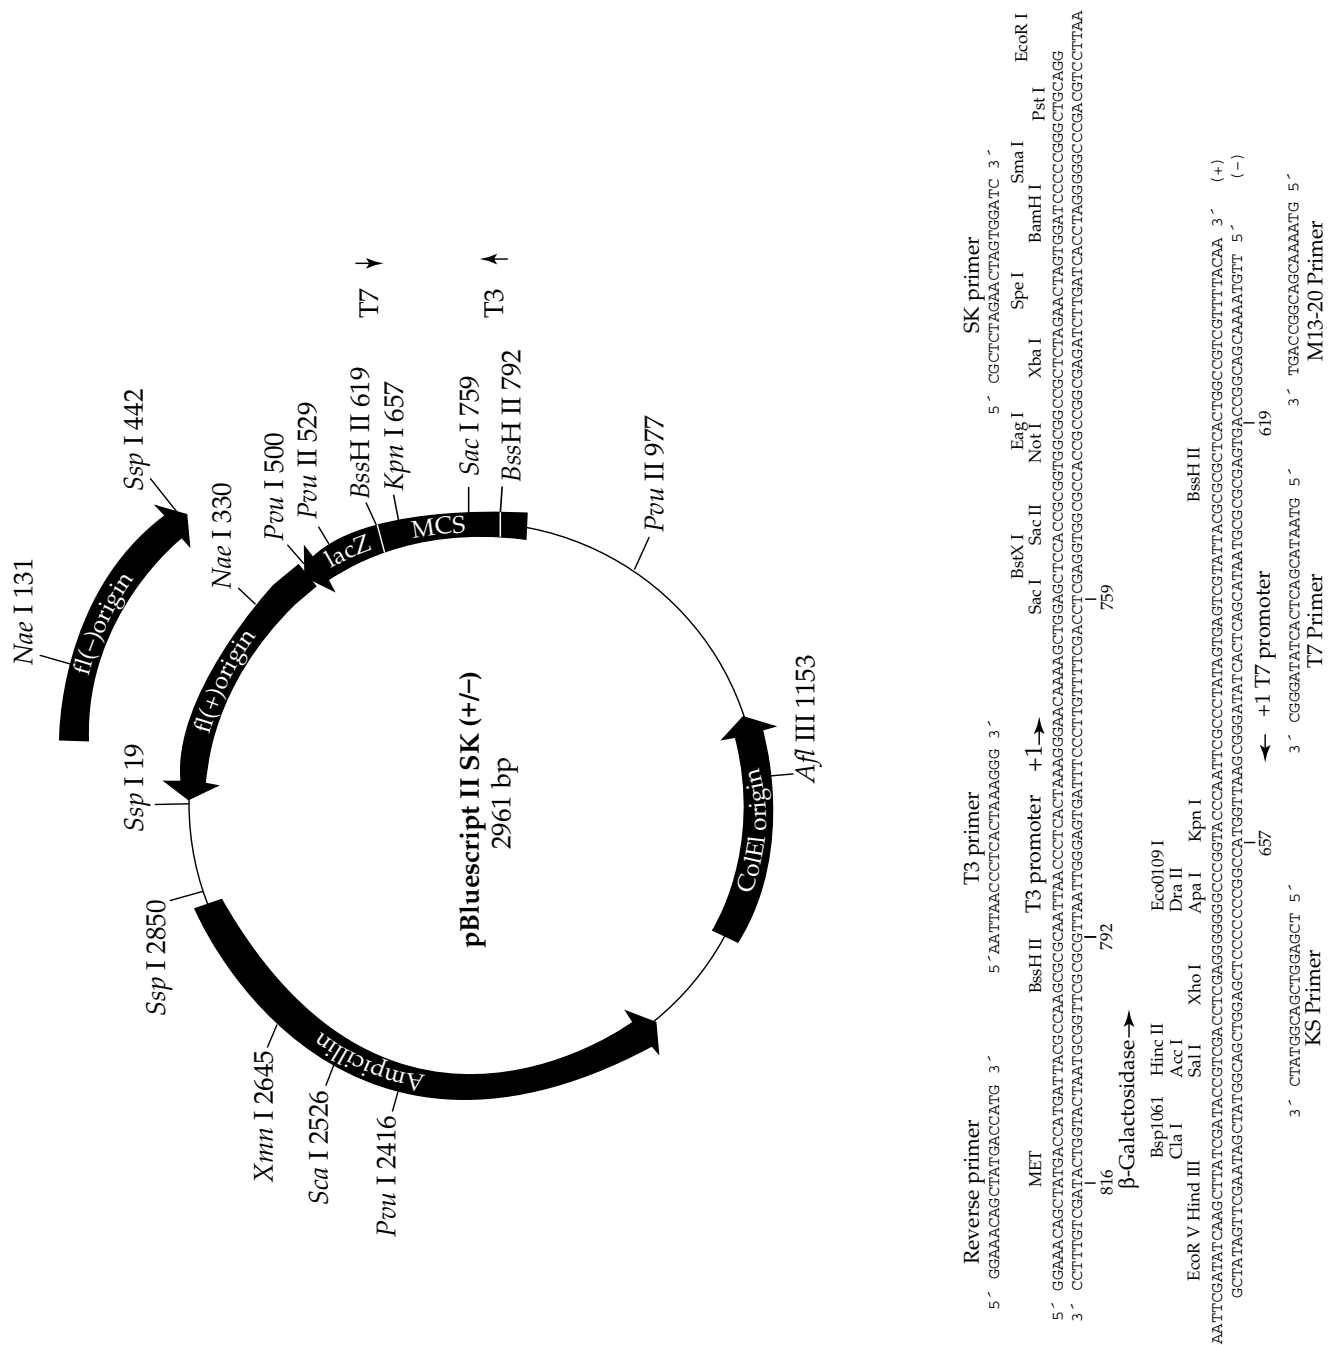 Nae I 131
fl(–)origin
Ssp I 442
Ssp I 19
fl(+)origin
Nae I 330
Pvu I 500
Pvu II 529
lacZ
BssH II 619
Kpn I 657
MCS
Sac I 759
BssH II 792
T7
T3
Pvu II 977
Afl III 1153
ColEl origin
Ssp I 2850
Xmn I 2645
Sca I 2526
Pvu I 2416
Ampicillin
pBluescript II SK (+/–)
2961 bp
Reverse primer
5´ GGAAACAGCTATGACCATG 3´
T3 primer
5´AATTAACCCTCACTAAAGGG 3´
SK primer
5´ CGCTCTAGAACTAGTGGATC 3´
MET
BssH II
T3 promoter +1
Sac I
BstX I
Sac II
Eag I
Not I
Xba I
Spe I
BamH I
Sma I
Pst I
EcoR I
5´ GGAAACAGCTATGACCATGATTACGCCAAGCGCGCAATTAACCCTCACTAAAGGGAACAAAAGCTGGAGCTCCACCGCGGTGGCGGCCGCTCTAGAACTAGTGGATCCCCCGGGCTGCAGG
3´ CCTTTGTCGATACTGGTACTAATGCGGTTCGCGCGTTAATTGGGAGTGATTTCCCTTGTTTTCGACCTCGAGGTGGCGCCACCGCCGGCGAGATCTTGATCACCTAGGGGGCCCGACGTCCTTAA
816
792
759
β-Galactosidase
EcoR V Hind III
Bsp1061
Cla I
Hinc II
Acc I
Sal I
Xho I
Eco0109 I
Dra II
Apa I
Kpn I
BssH II
AATTCGATATCAAGCTTATCGATACCGTCGACCTCGAGGGGGGGCCCGGTACCCAATTCGCCCTATAGTGAGTCGTATTACGCGCGCTCACTGGCCGTCGTTTTACAA 3´ (+)
GCTATAGTTCGAATAGCTATGGCAGCTGGAGCTCCCCCCCGGGCCATGGTTAAGCGGGATATCACTCAGCATAATGCGCGCGAGTGACCGGCAGCAAAATGTT 5´ (–)
657
+1 T7 promoter
619
3´ CTATGGCAGCTGGAGCT 5´
KS Primer
3´ CGGGATATCACTCAGCATAATG 5´
T7 Primer
3´ TGACCGGCAGCAAAATG 5´
M13-20 Primer